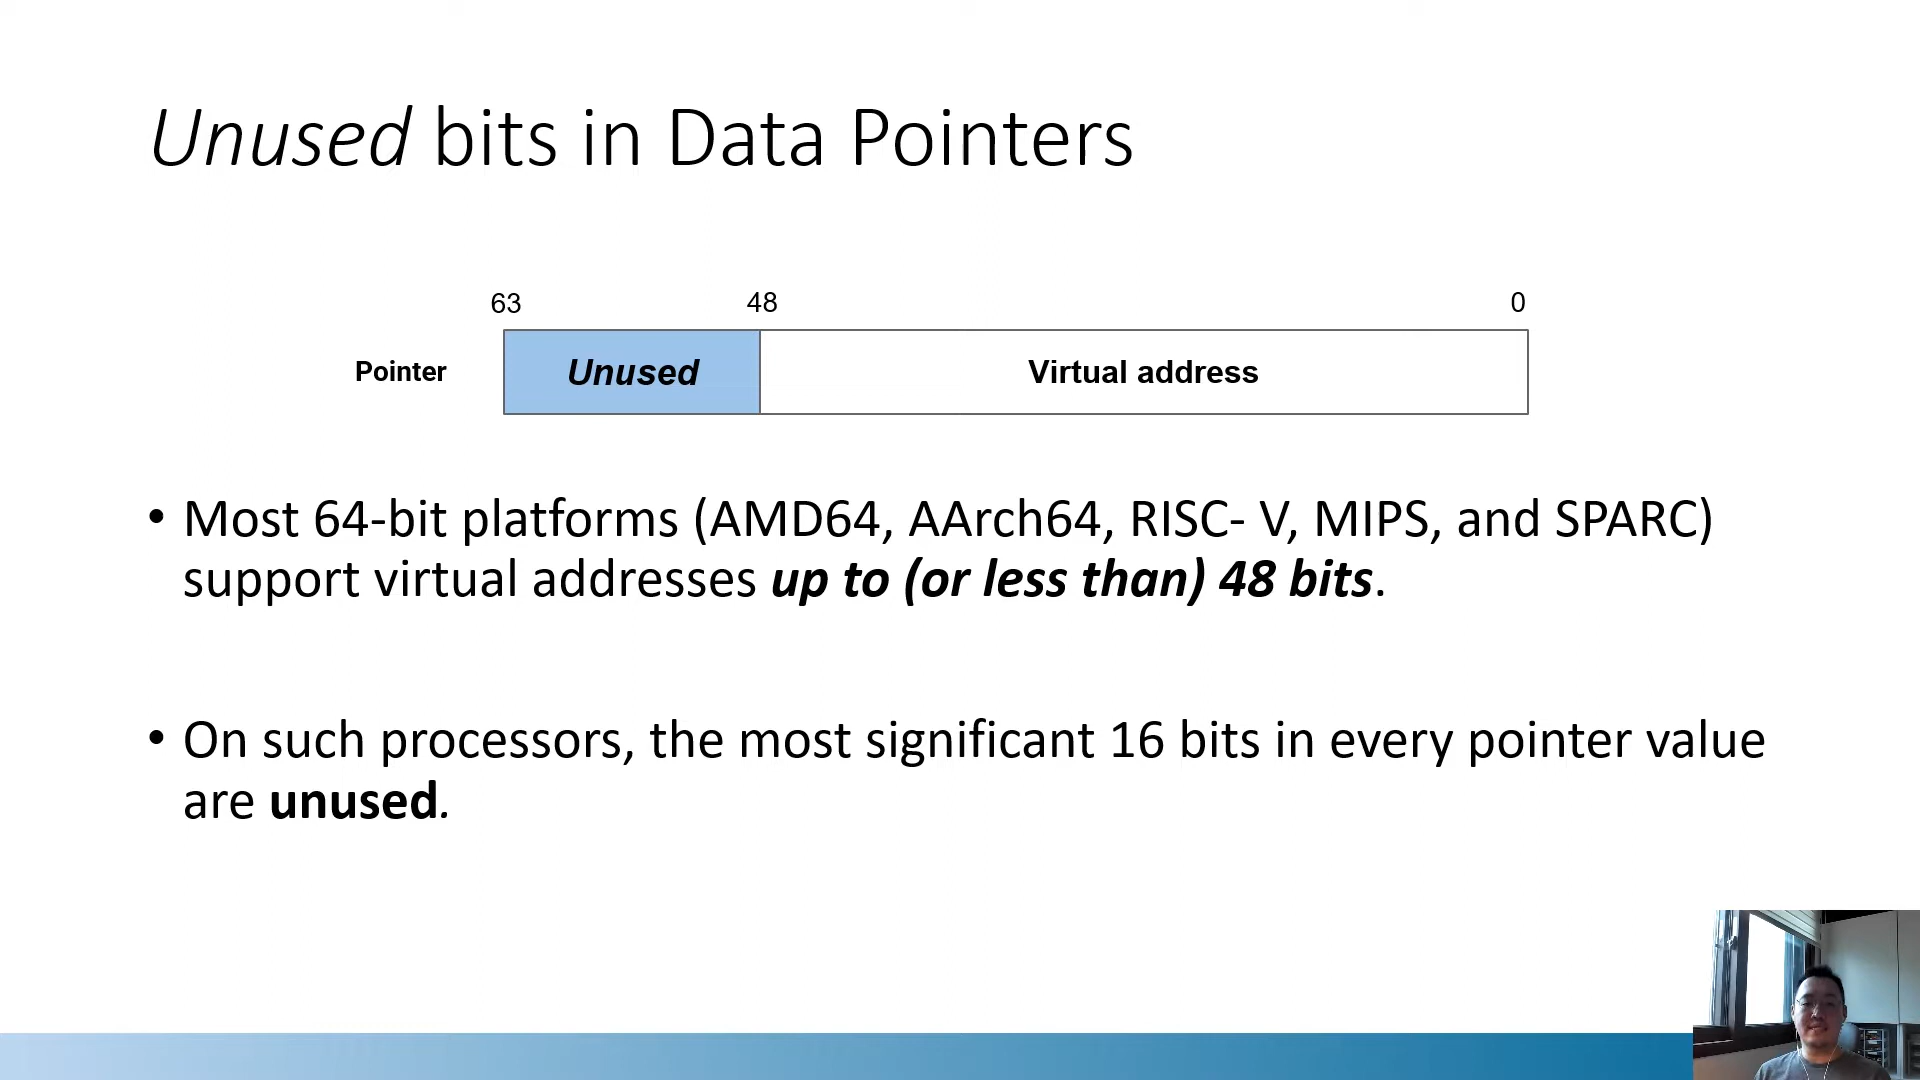 Unused bits in Data Pointers
63 48 0
Pointer Unused Virtual address
• Most 64-bit platforms (AMD64, AArch64, RISC- V, MIPS, and SPARC)
support virtual addresses up to (or less than) 48 bits.
• On such processors, the most significant 16 bits in every pointer value
are unused.